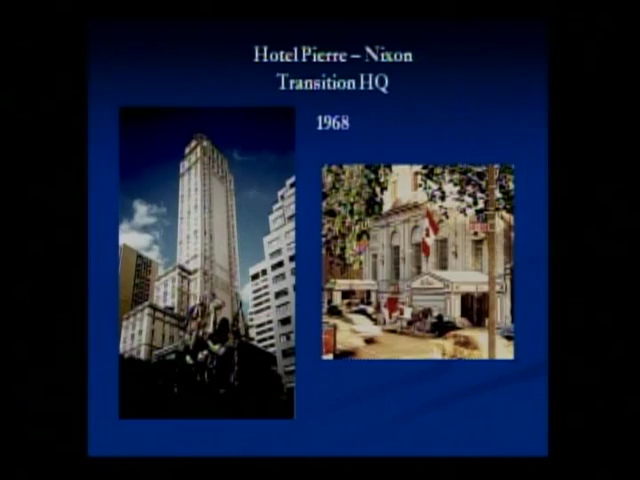 Hotel Pierre – Nixon
Transition HQ
1968